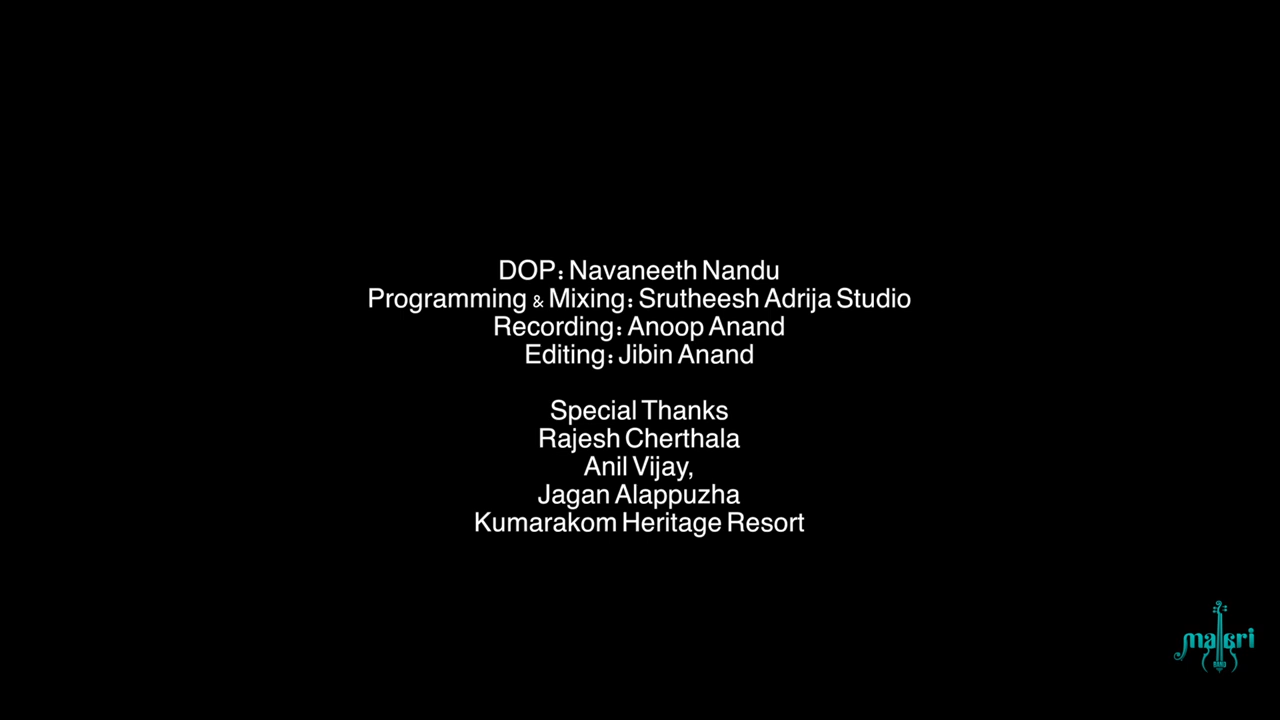 DOP: Navaneeth Nandu
Programming & Mixing: Srutheesh Adrija Studio
Recording: Anoop Anand
Editing: Jibin Anand
Special Thanks
Rajesh Cherthala
Anil Vijay,
Jagan Alappuzha
Kumarakom Heritage Resort
BAND